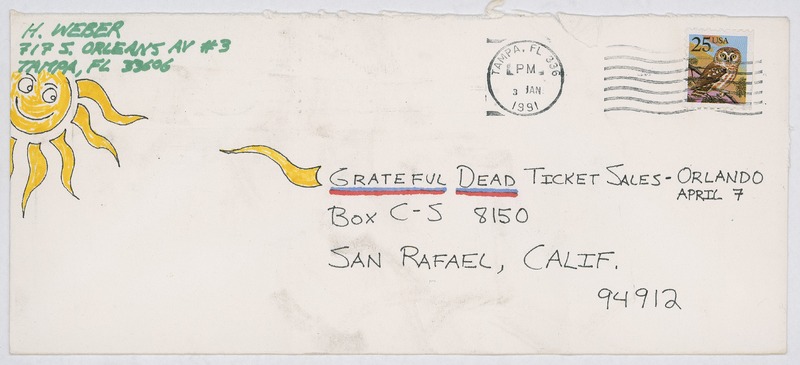 H. WEBER
717 S. ORLEANS AV #3
TAMPA, FL 33606
TAMPA, FL 336
PM
3 JAN
1991
25 USA
GRATEFUL DEAD TICKET SALES - ORLANDO
APRIL 7
BOX C-S 8150
SAN RAFAEL, CALIF.
94912